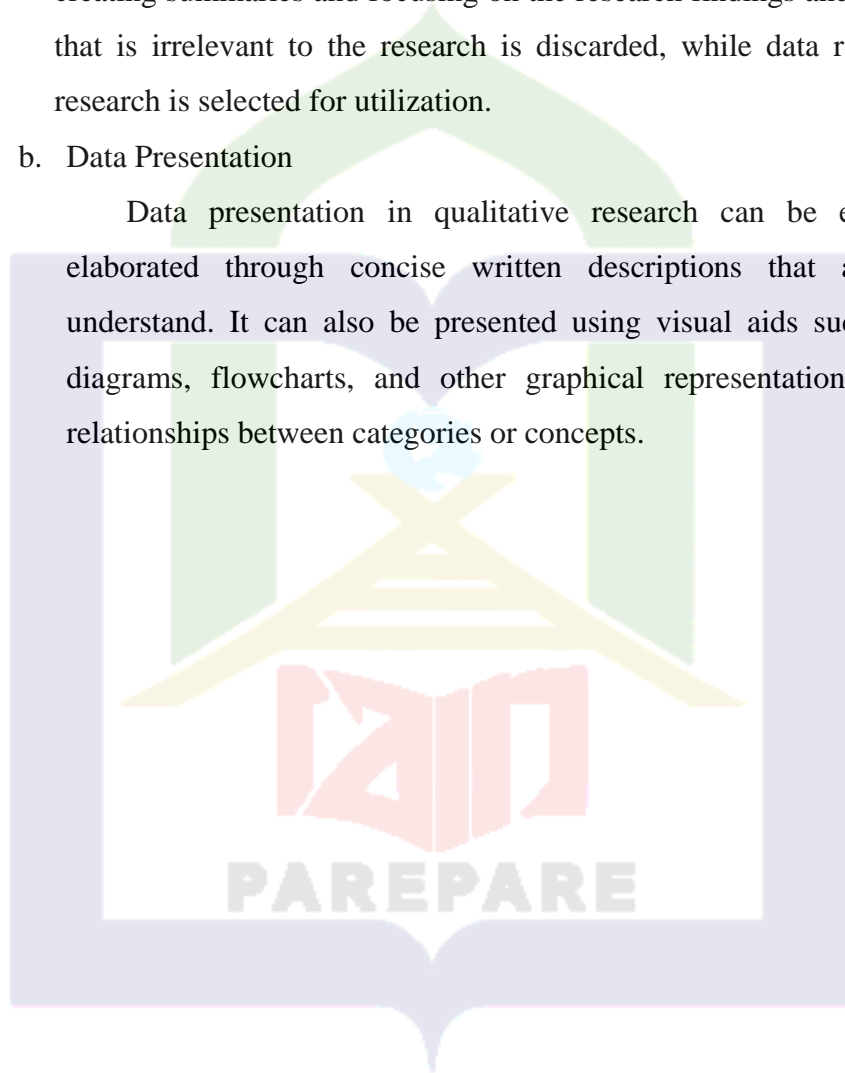 creating summaries and focusing on the research findings
that is irrelevant to the research is discarded, while data
research is selected for utilization.
b. Data Presentation
Data presentation in qualitative research can be
elaborated through concise written descriptions that
understand. It can also be presented using visual aids
diagrams, flowcharts, and other graphical representation
relationships between categories or concepts.
iain
PAREPARE